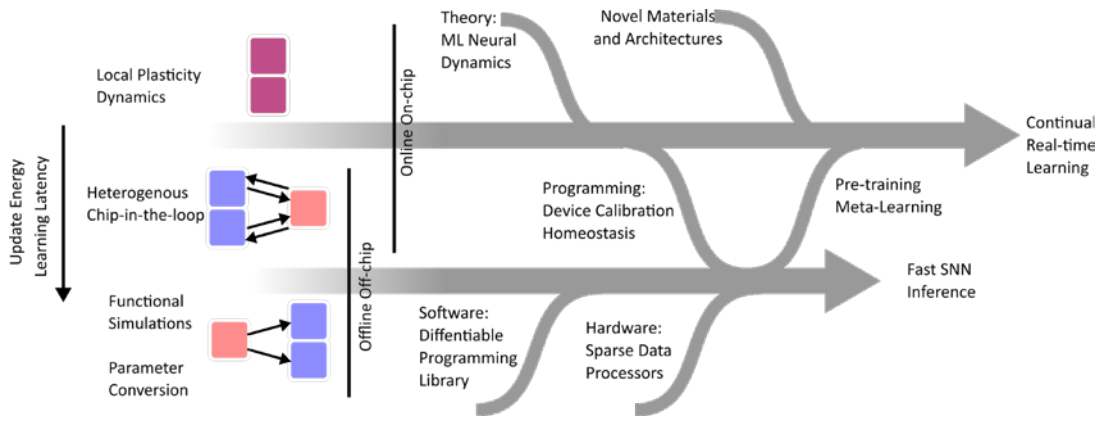 Theory:
ML Neural
Dynamics
Novel Materials
and Architectures
Local Plasticity
Dynamics
Online On-chip
Continual
Real-time
Learning
Update Energy
Learning Latency
Heterogenous
Chip-in-the-loop
Programming:
Device Calibration
Homeostasis
Pre-training
Meta-Learning
Offline Off-chip
Fast SNN
Inference
Functional
Simulations
Parameter
Conversion
Software:
Diffentiable
Programming
Library
Hardware:
Sparse Data
Processors